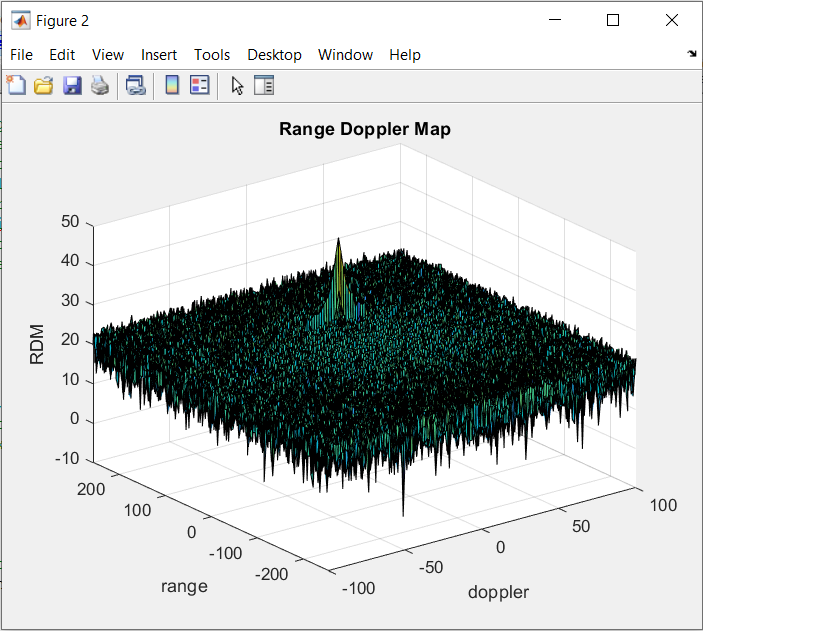 Figure 2
File Edit View Insert Tools Desktop Window Help
Range Doppler Map
50
40
30
20
10
0
-10
RDM
200
100
0
-100
-200
range
-100
-50
0
50
100
doppler